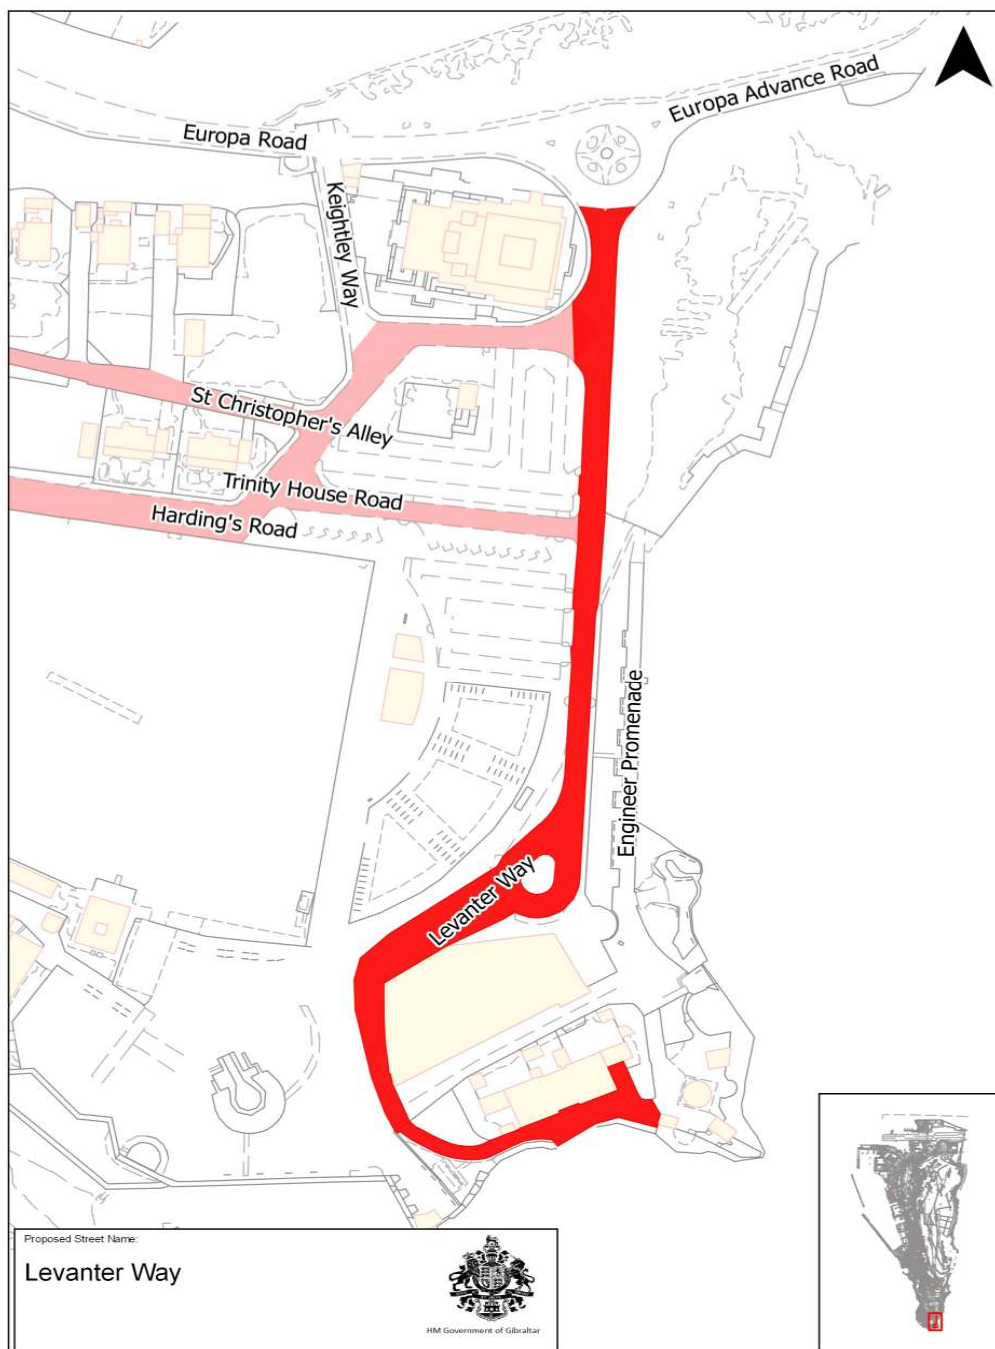 Europa Advance Road
Europa Road
Keightley Way
St Christopher's Alley
Trinity House Road
Harding's Road
Engineer Promenade
Levanter Way
Proposed Street Name:
Levanter Way
HM Government of Gibraltar